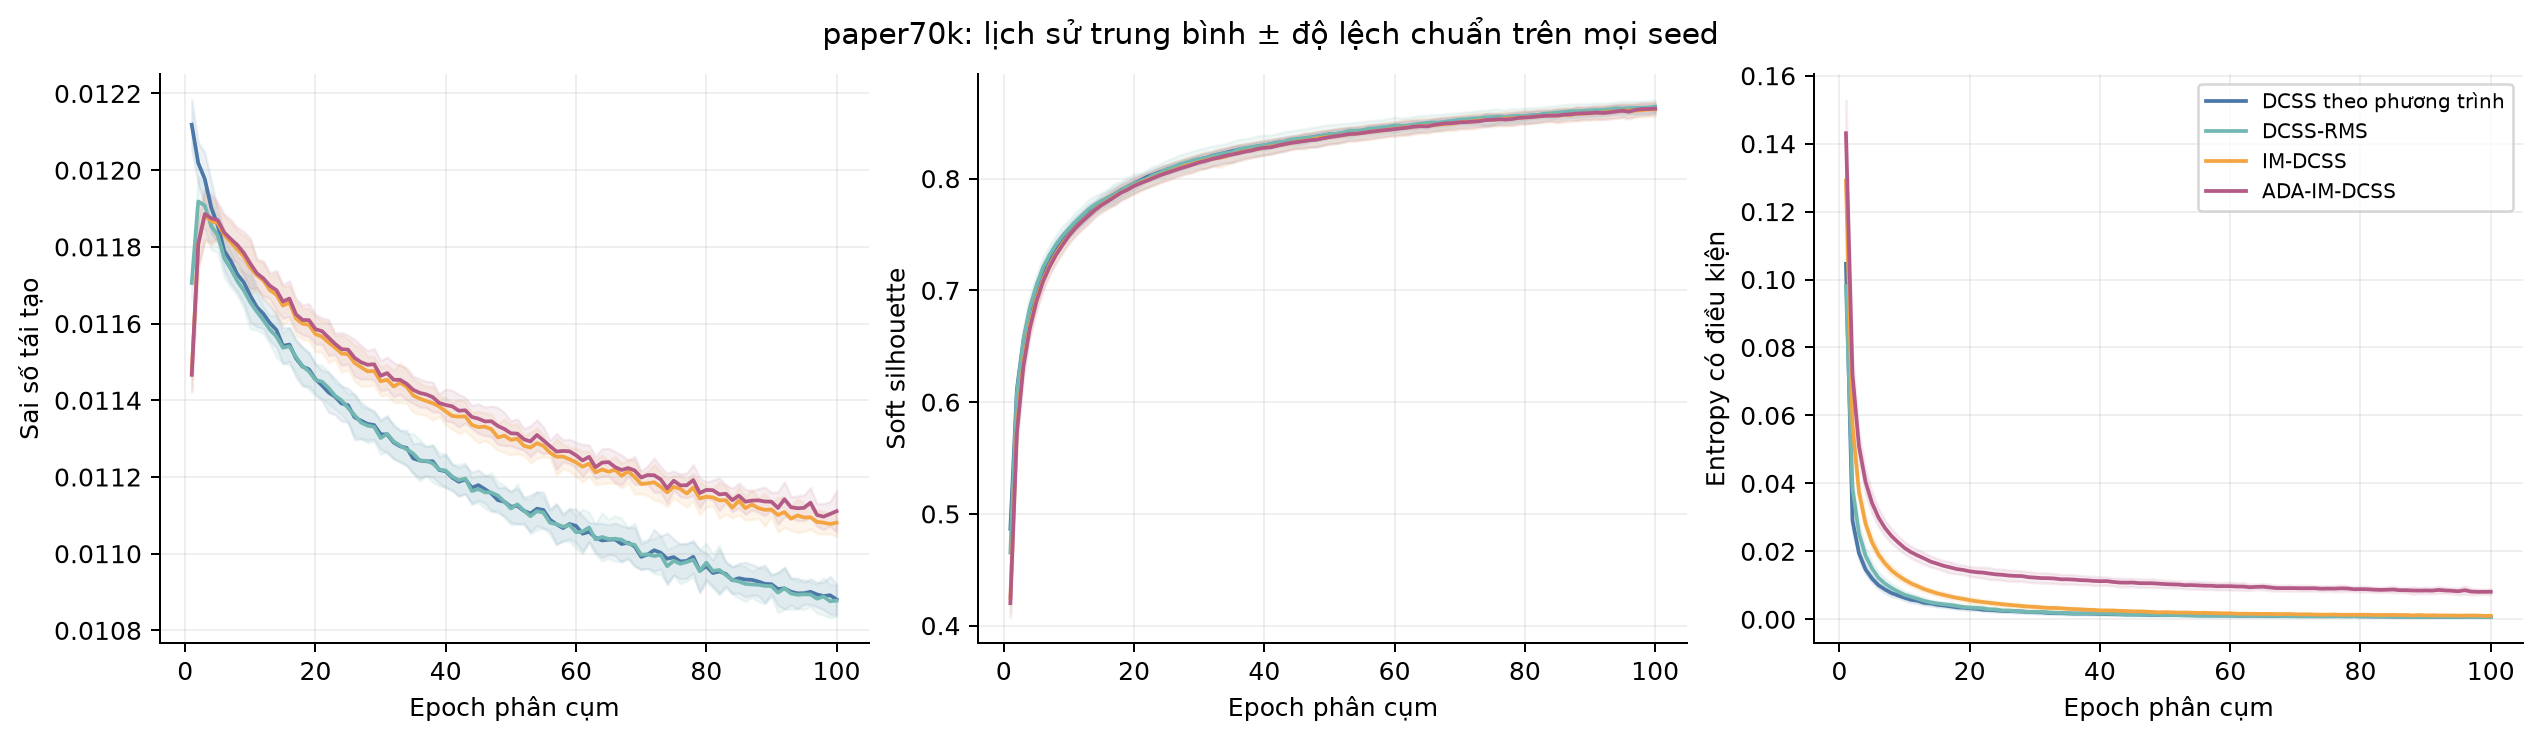 paper70k: lịch sử trung bình ± độ lệch chuẩn trên mọi seed
Sai số tái tạo
0.0122
0.0120
0.0118
0.0116
0.0114
0.0112
0.0110
0.0108
0 20 40 60 80 100
Epoch phân cụm
Soft silhouette
0.8
0.7
0.6
0.5
0.4
0 20 40 60 80 100
Epoch phân cụm
Entropy có điều kiện
0.16
0.14
0.12
0.10
0.08
0.06
0.04
0.02
0.00
0 20 40 60 80 100
Epoch phân cụm
DCSS theo phương trình
DCSS-RMS
IM-DCSS
ADA-IM-DCSS